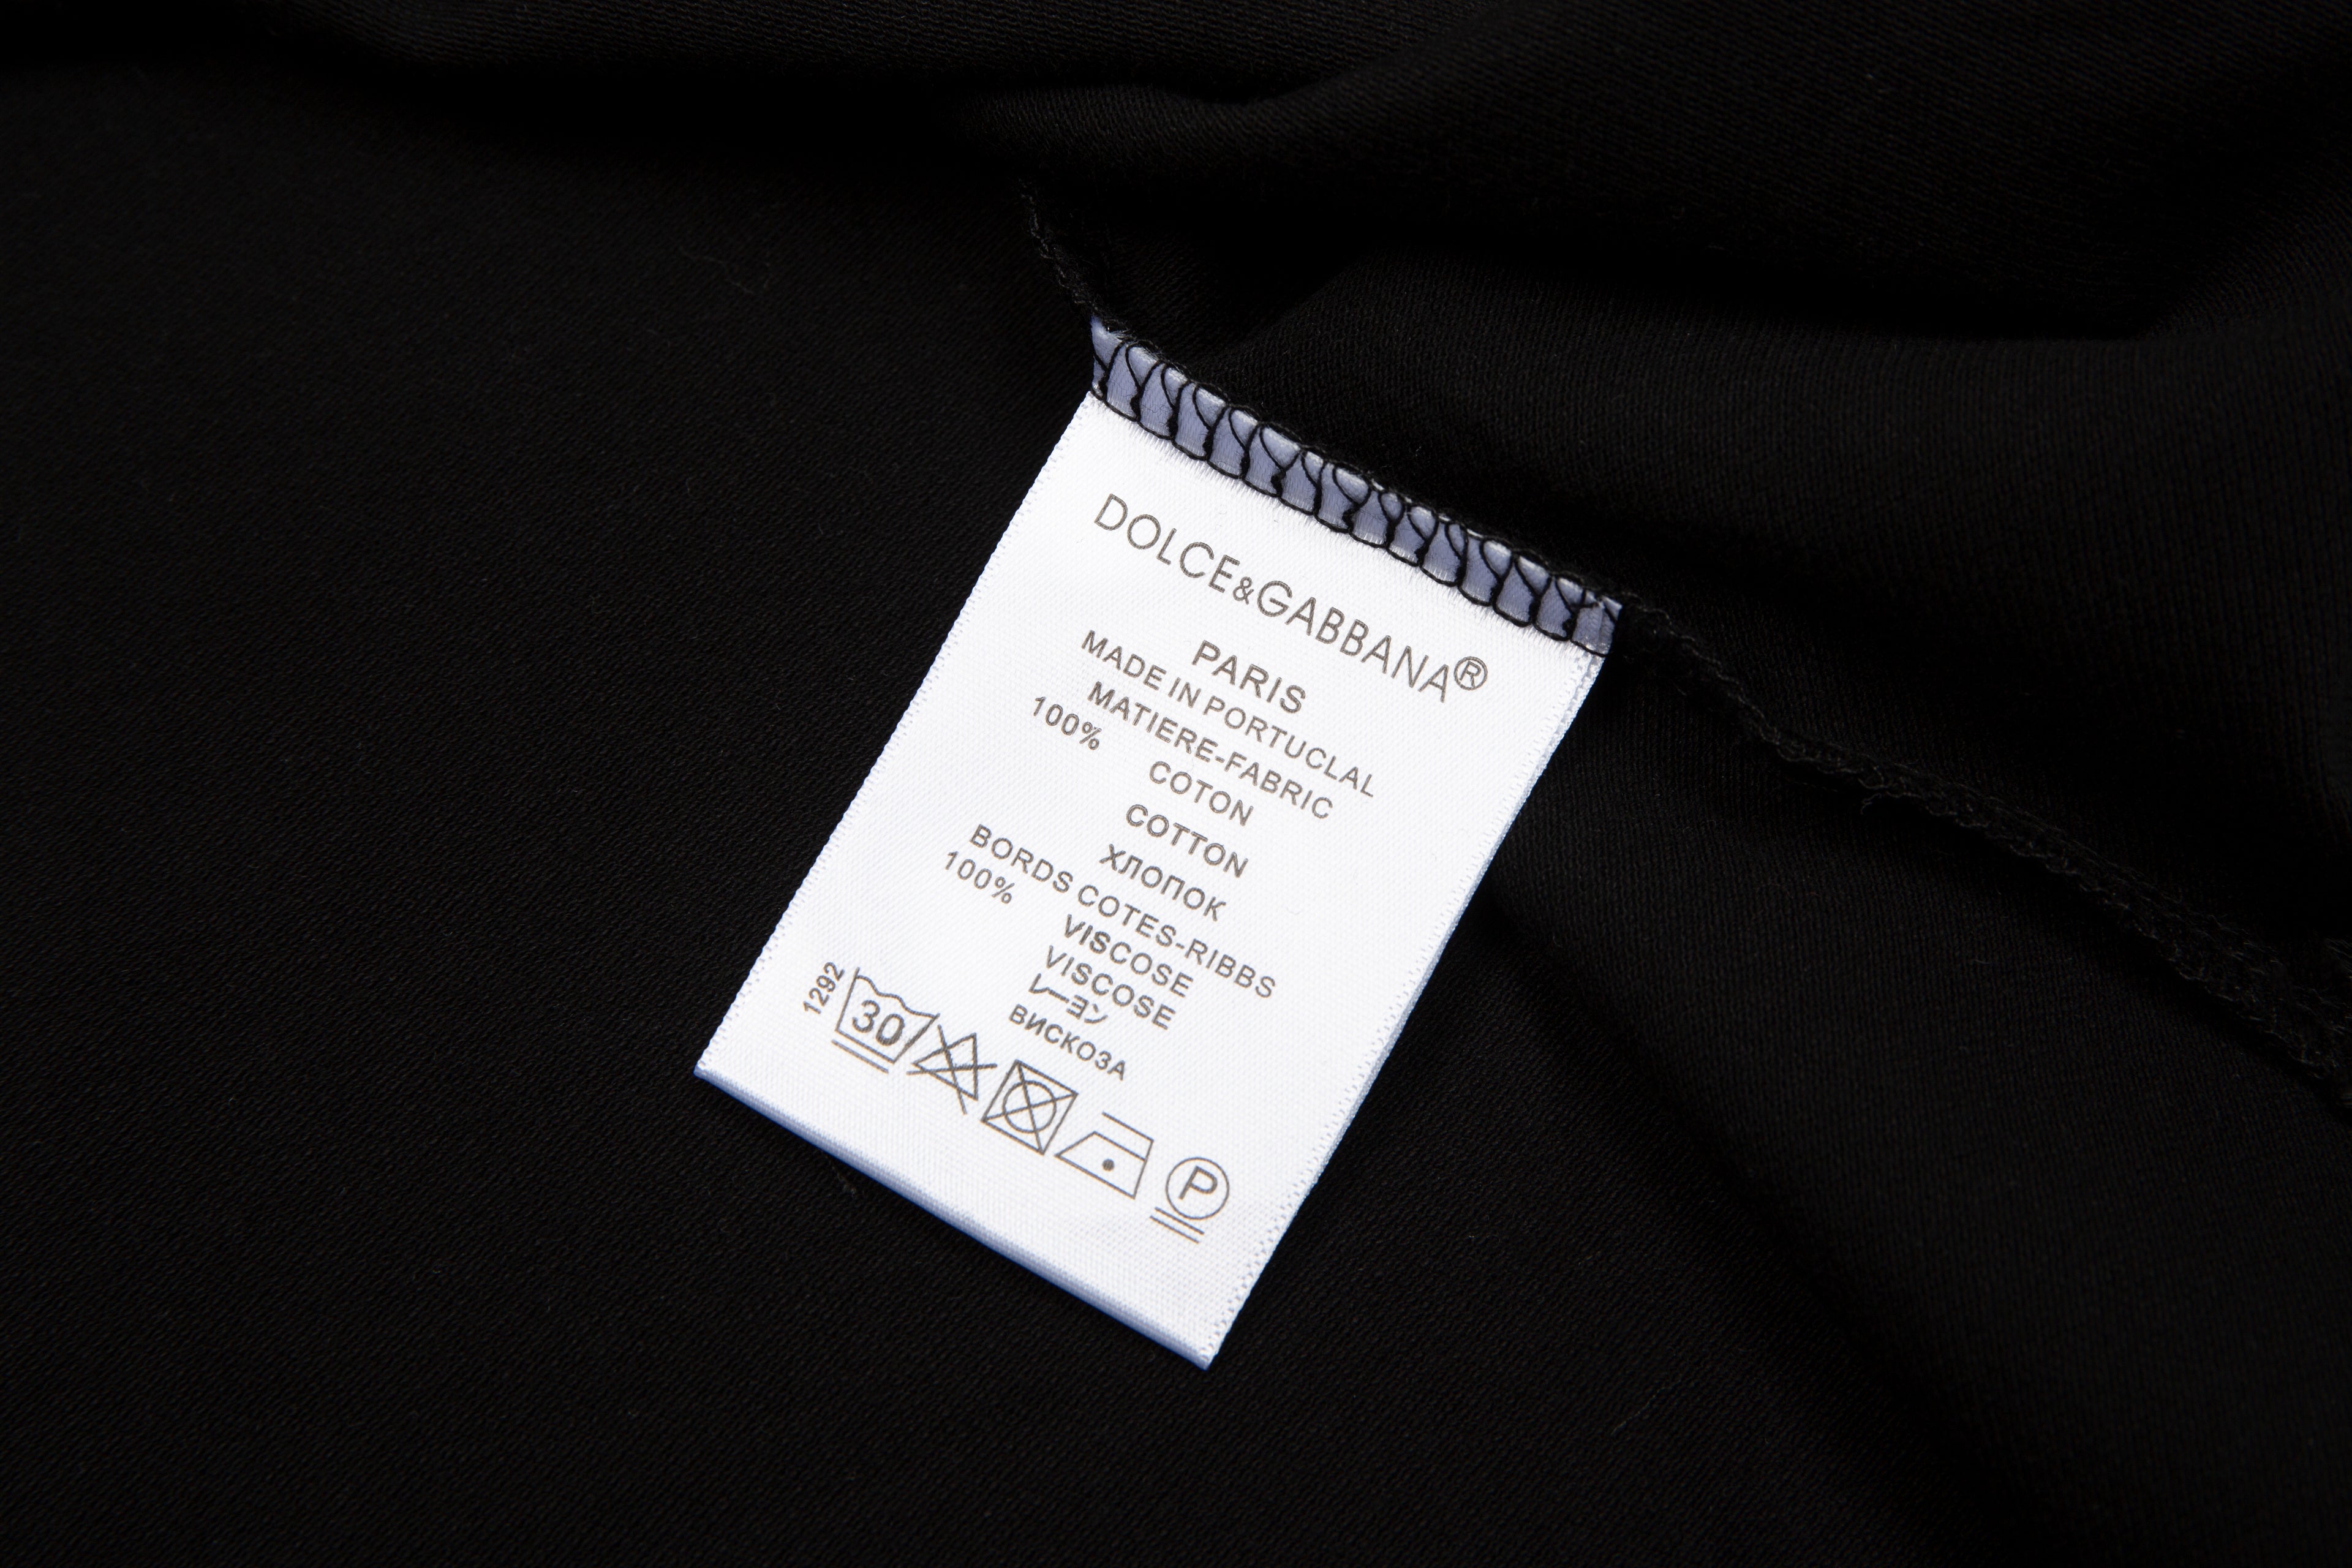 DOLCE&GABBANA®
PARIS
MADE IN PORTUCLAL
MATIERE-FABRIC
100%
COTON
COTTON
ХЛОПОК
BORDS COTES-RIBBS
100%
VISCOSE
VISCOSE
レーヨン
ВИСКОЗА
1292
30
P